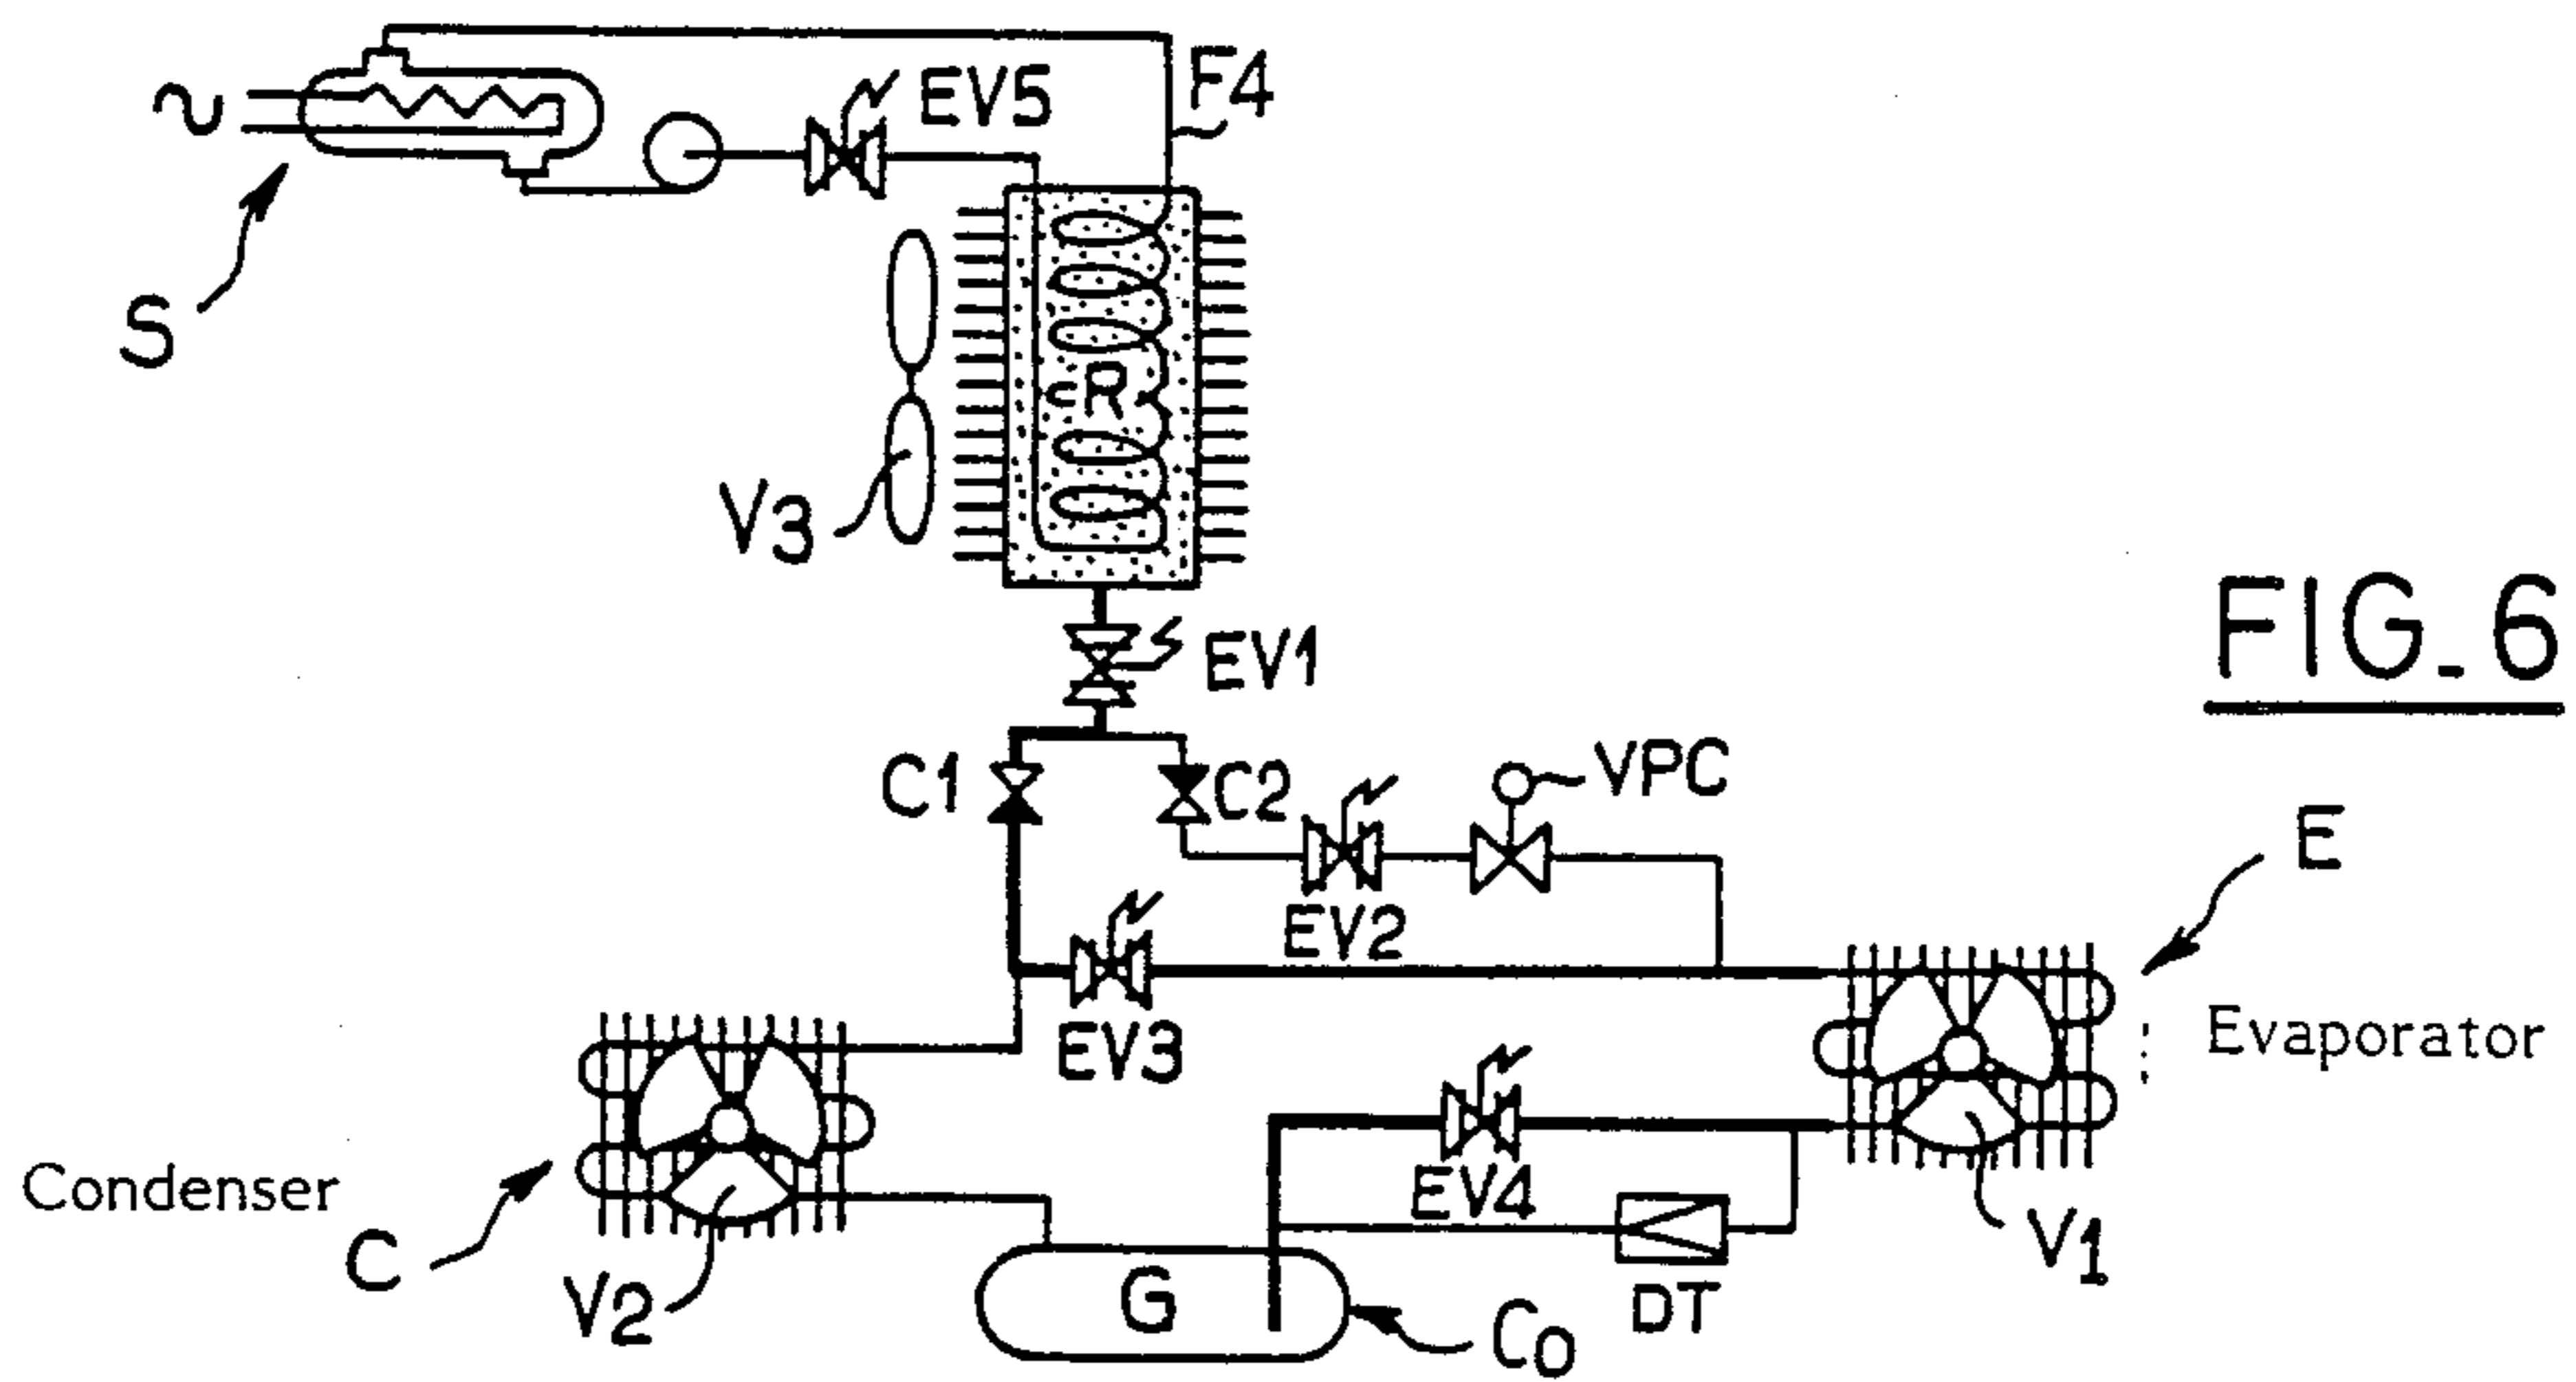 F4
EV5
S
R
V3
EV1
FIG_6
C1
C2
VPC
E
EV2
EV3
Evaporator
Condenser
EV4
C
V2
G
Co
DT
V1